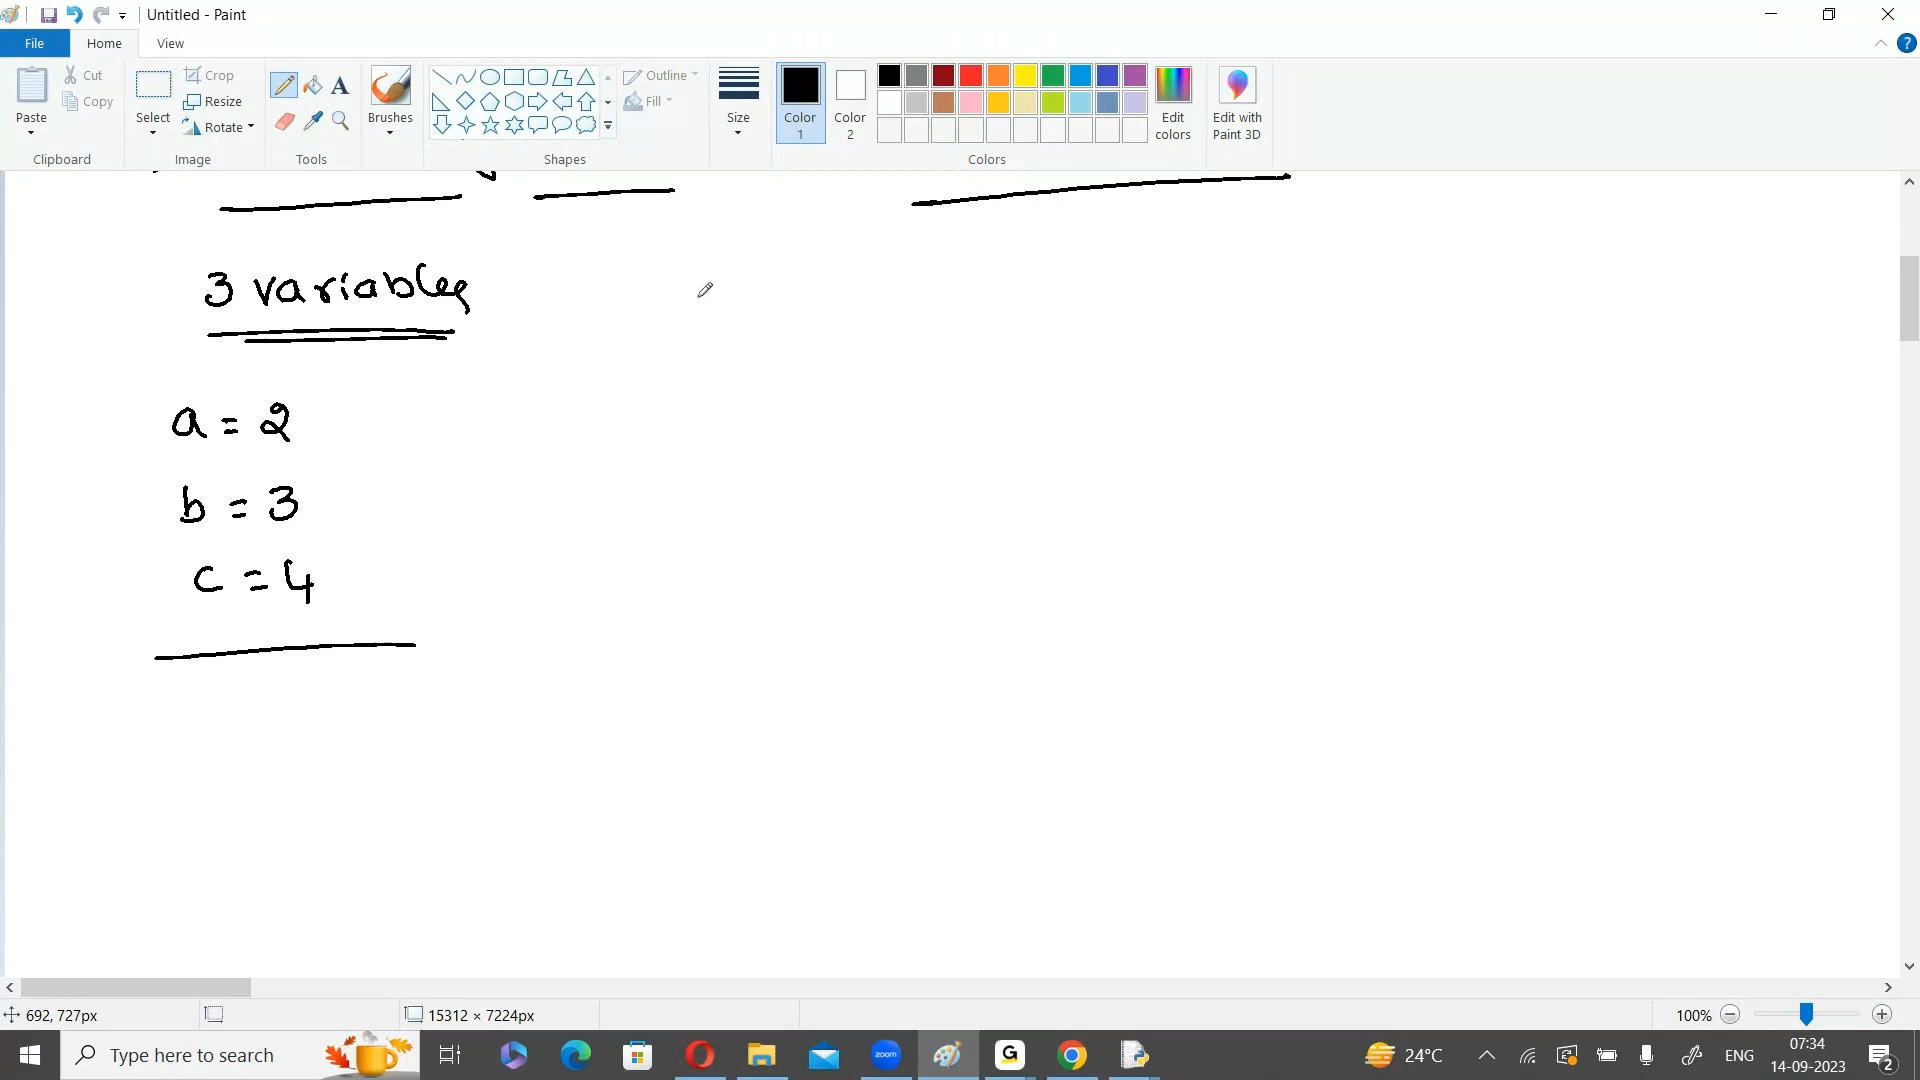 Untitled - Paint
File Home View
Cut
Copy
Paste
Clipboard
Crop
Resize
Rotate
Select
Image
Tools
Brushes
Outline
Fill
Shapes
Size
Color 1
Color 2
Edit colors
Colors
Edit with Paint 3D
3 variables
a = 2
b = 3
c = 4
692, 727px
15312 × 7224px
100%
Type here to search
zoom
G
24°C
ENG
07:34
14-09-2023
2